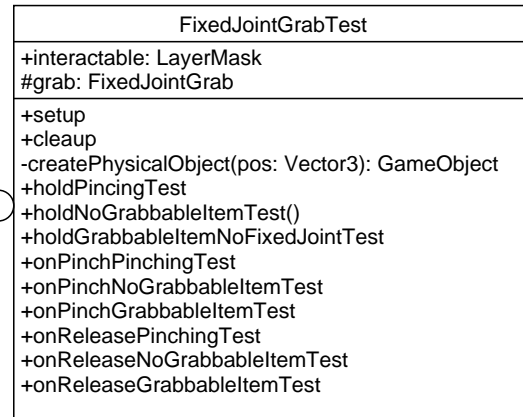 FixedJointGrabTest
+interactable: LayerMask
#grab: FixedJointGrab
+setup
+cleaup
-createPhysicalObject(pos: Vector3): GameObject
+holdPincingTest
+holdNoGrabbableItemTest()
+holdGrabbableItemNoFixedJointTest
+onPinchPinchingTest
+onPinchNoGrabbableItemTest
+onPinchGrabbableItemTest
+onReleasePinchingTest
+onReleaseNoGrabbableItemTest
+onReleaseGrabbableItemTest